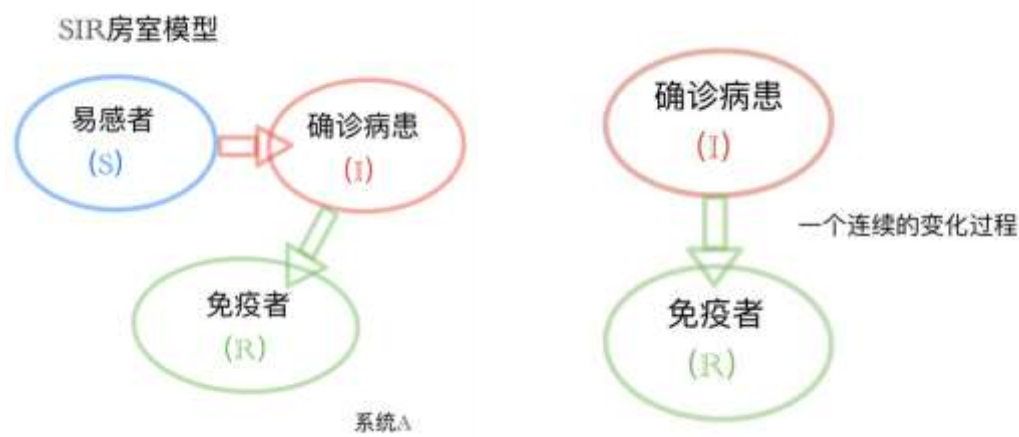 SIR房室模型
易感者
(S)
确诊病患
(I)
免疫者
(R)
系统A
确诊病患
(I)
一个连续的变化过程
免疫者
(R)